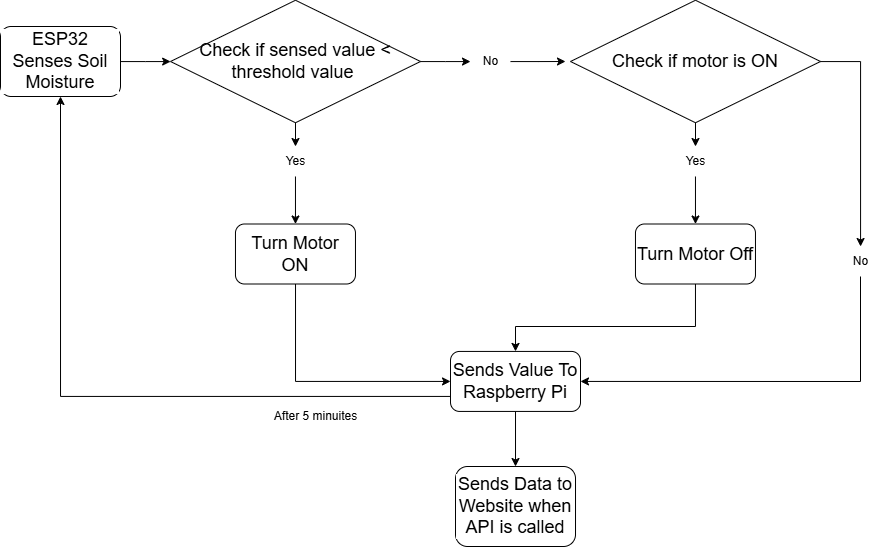 ESP32
Senses Soil
Moisture
Check if sensed value <
threshold value
No
Check if motor is ON
Yes
Yes
Turn Motor
ON
Turn Motor Off
No
Sends Value To
Raspberry Pi
After 5 minuites
Sends Data to
Website when
API is called